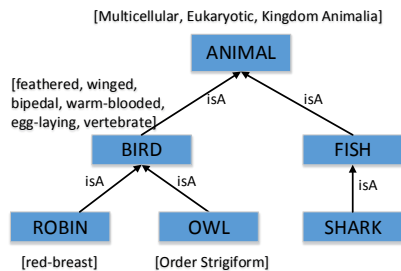 [Multicellular, Eukaryotic, Kingdom Animalia]
ANIMAL
[feathered, winged,
bipedal, warm-blooded,
egg-laying, vertebrate]
isA
isA
BIRD
FISH
isA
isA
isA
ROBIN
OWL
SHARK
[red-breast]
[Order Strigiform]